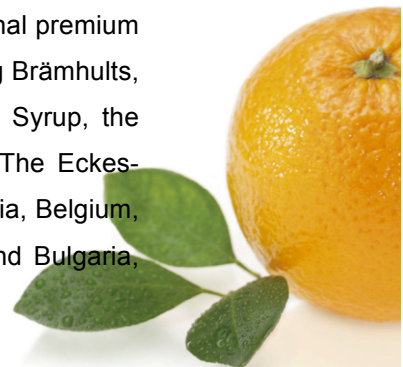 nal premium
g Brämhults,
Syrup, the
The Eckes-
ia, Belgium,
nd Bulgaria,